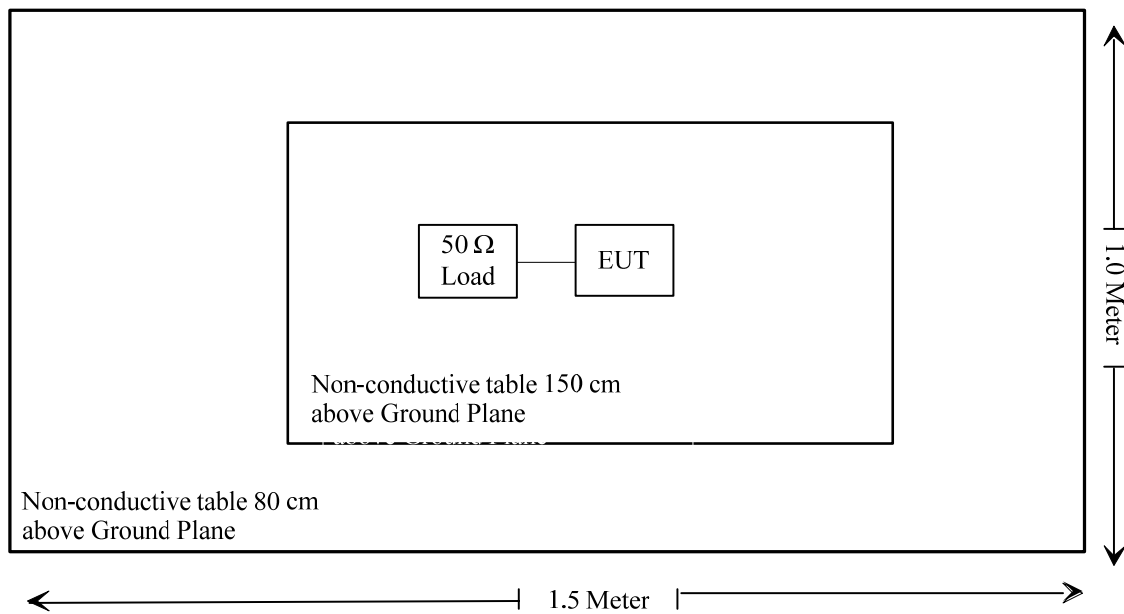 50 Ω
Load
EUT
1.0 Meter
Non-conductive table 150 cm
above Ground Plane
Non-conductive table 80 cm
above Ground Plane
1.5 Meter